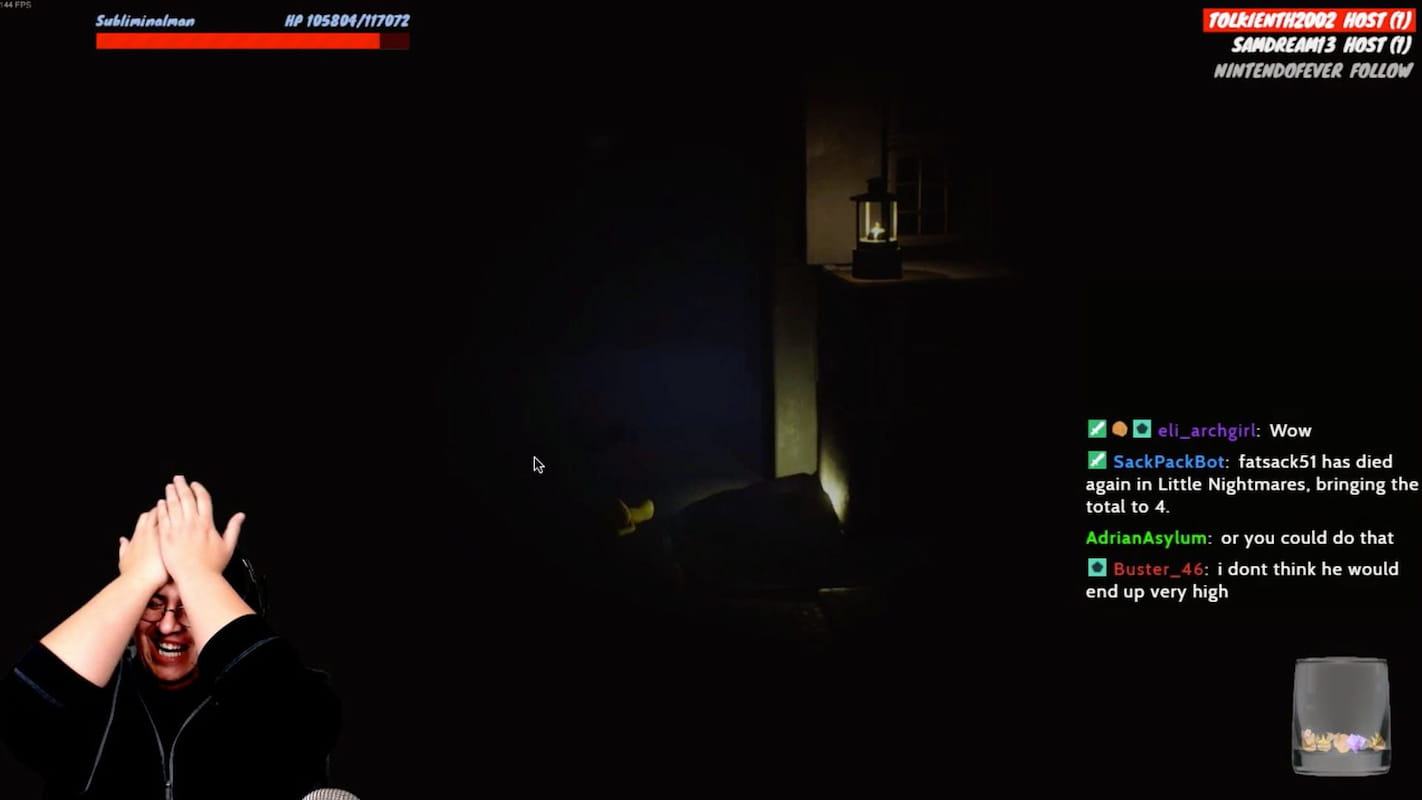 144 FPS
Subliminalman HP 105804/117072
TOLKIENTH2002 HOST (1)
SAMDREAM13 HOST (1)
NINTENDOFEVER FOLLOW
eli_archgirl: Wow
SackPackBot: fatsack51 has died
again in Little Nightmares, bringing the
total to 4.
AdrianAsylum: or you could do that
Buster_46: i dont think he would
end up very high